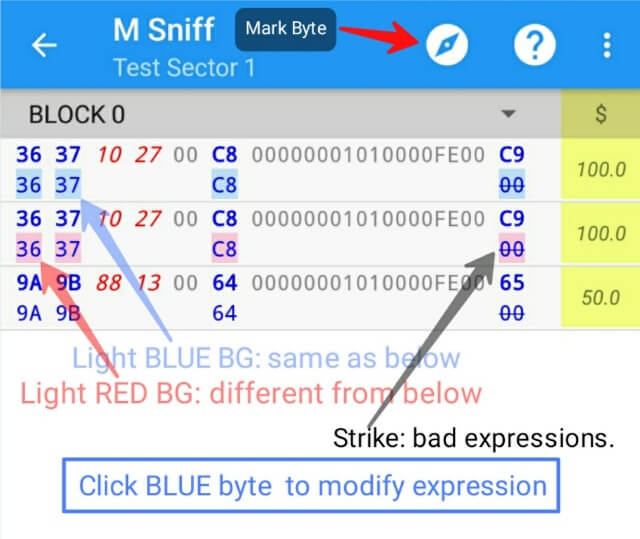 M Sniff
Mark Byte
?
Test Sector 1
BLOCK 0 $
36 37 10 27 00 C8 00000001010000FE00 C9
36 37 C8 00
100.0
36 37 10 27 00 C8 00000001010000FE00 C9
36 37 C8 00
100.0
9A 9B 88 13 00 64 00000001010000FE00 65
9A 9B 64 00
50.0
Light BLUE BG: same as below
Light RED BG: different from below
Strike: bad expressions.
Click BLUE byte to modify expression